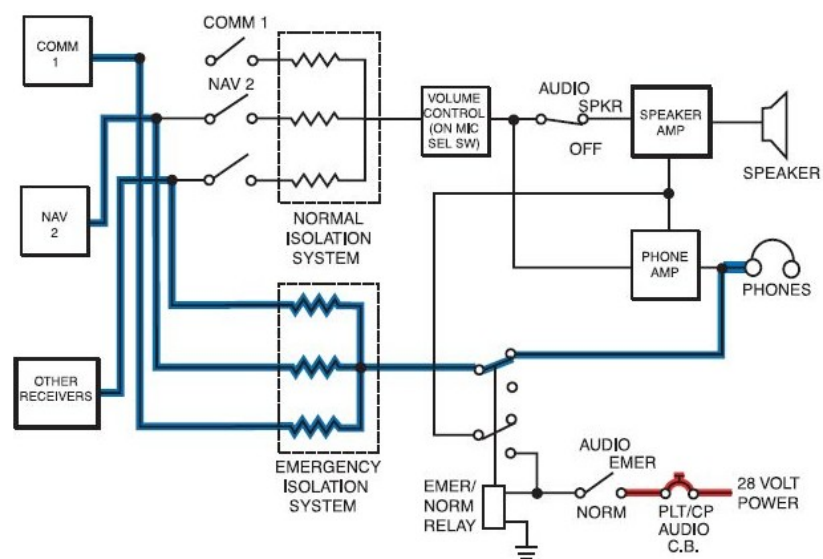 COMM
1
COMM 1
NAV 2
NAV
2
OTHER
RECEIVERS
NORMAL
ISOLATION
SYSTEM
EMERGENCY
ISOLATION
SYSTEM
VOLUME
CONTROL
(ON MIC
SEL SW)
AUDIO
SPKR
OFF
SPEAKER
AMP
SPEAKER
PHONE
AMP
PHONES
EMER/
NORM
RELAY
AUDIO
EMER
NORM
PLT/CP
AUDIO
C.B.
28 VOLT
POWER